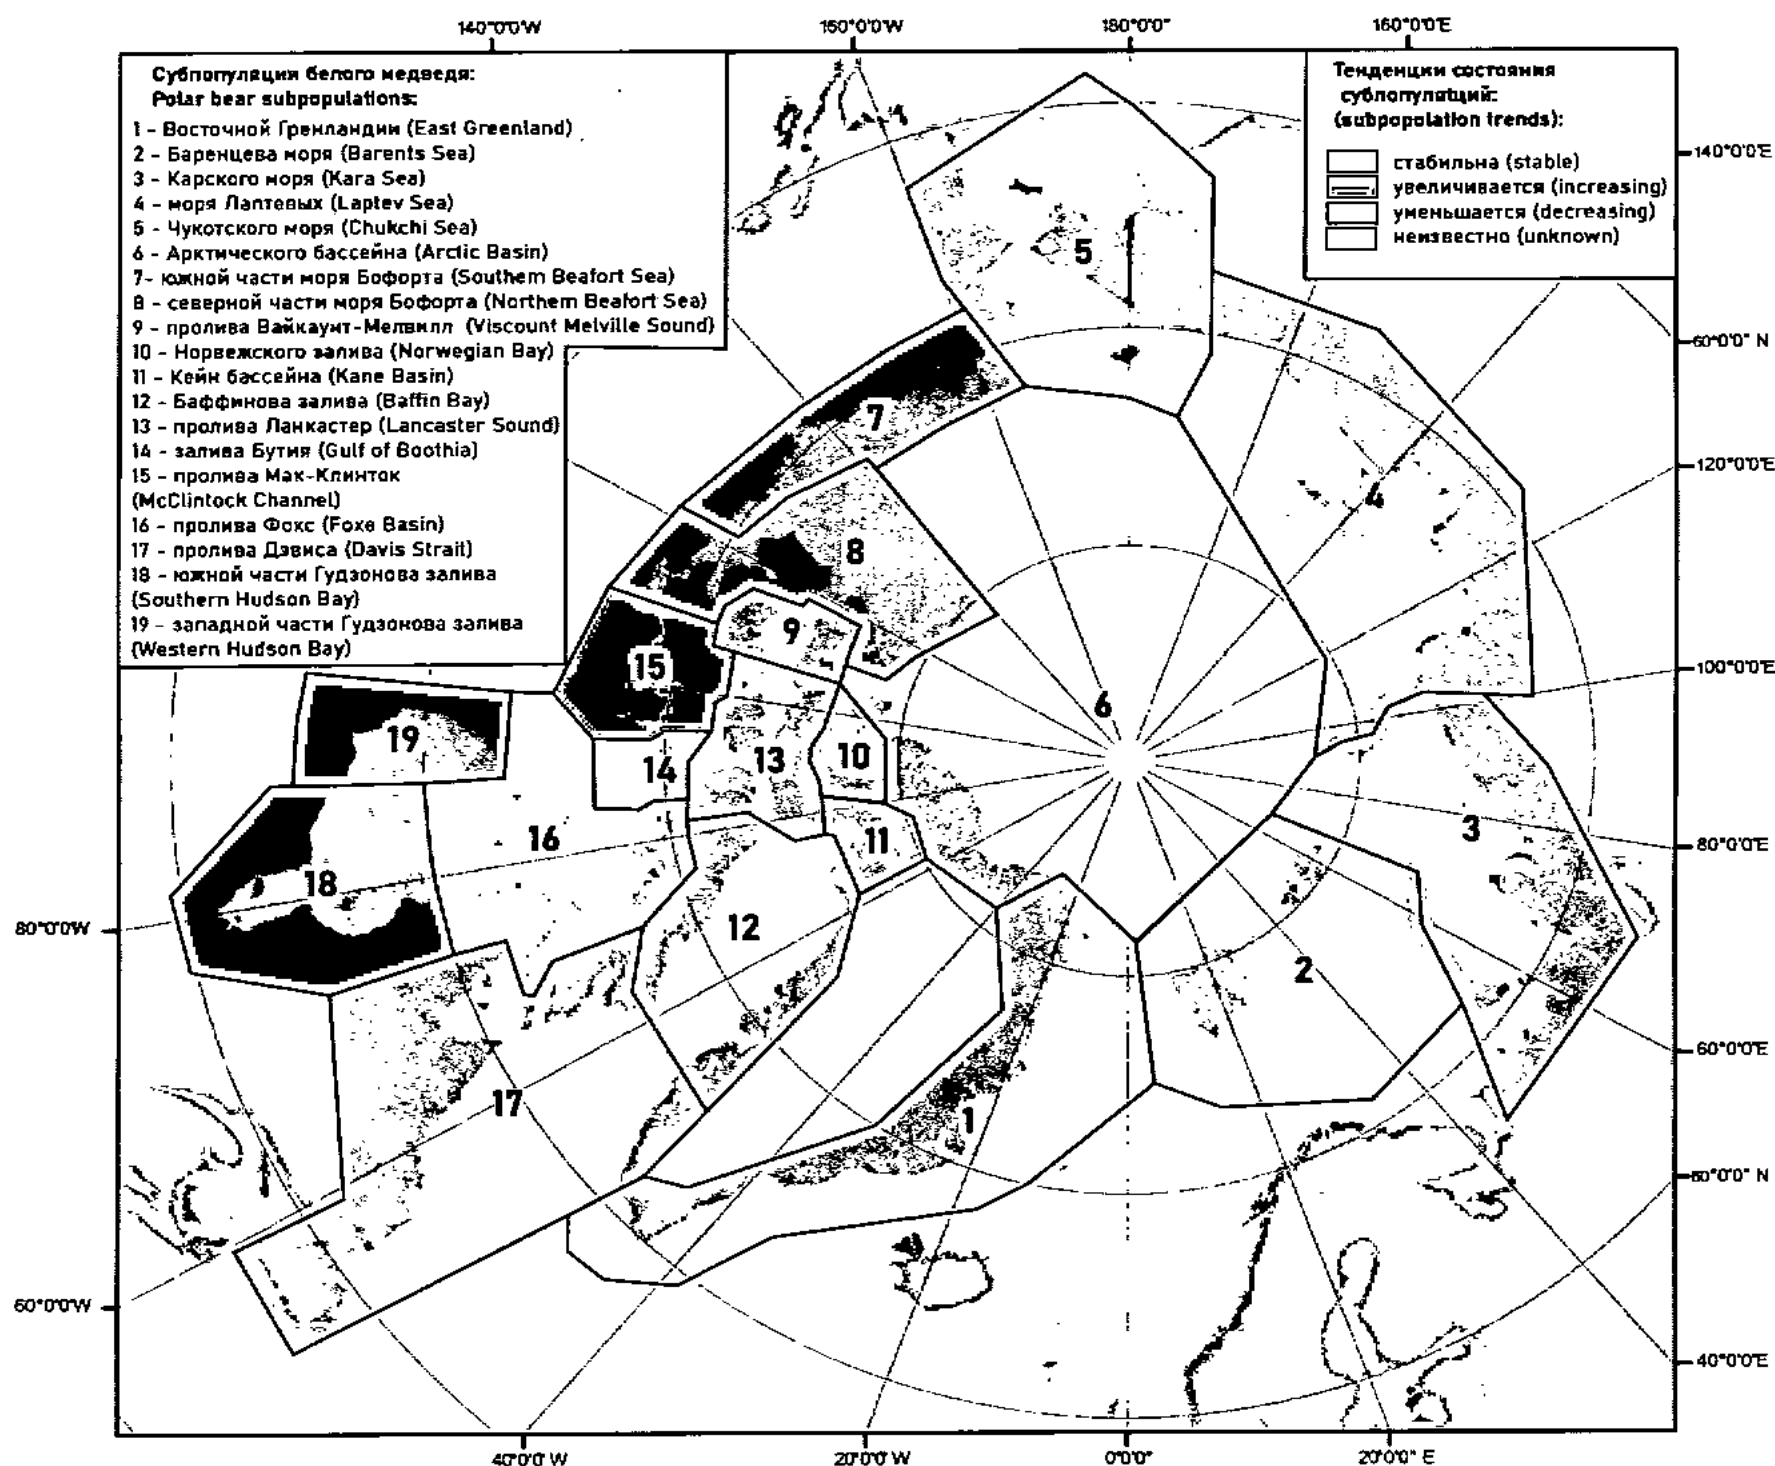 140°0'0"W
150°0'0"W
180°0'0"
160°0'0"E
Субпопуляции белого медведя:
Polar bear subpopulations:
1 - Восточной Гренландии (East Greenland)
2 - Баренцева моря (Barents Sea)
3 - Карского моря (Kara Sea)
4 - моря Лаптевых (Laptev Sea)
5 - Чукотского моря (Chukchi Sea)
6 - Арктического бассейна (Arctic Basin)
7- южной части моря Бофорта (Southern Beafort Sea)
8 - северной части моря Бофорта (Northern Beafort Sea)
9 - пролива Вайкаунт-Мелвилл (Viscount Melville Sound)
10 - Норвежского залива (Norwegian Bay)
11 - Кейн бассейна (Kane Basin)
12 - Баффинова залива (Baffin Bay)
13 - пролива Ланкастер (Lancaster Sound)
14 - залива Бутия (Gulf of Boothia)
15 - пролива Мак-Клинток
(McClintock Channel)
16 - пролива Фокс (Foxe Basin)
17 - пролива Дэвиса (Davis Strait)
18 - южной части Гудзонова залива
(Southern Hudson Bay)
19 - западной части Гудзонова залива
(Western Hudson Bay)
Тенденции состояния
субпопуляций:
(subpopolation trends):
стабильна (stable)
увеличивается (increasing)
уменьшается (decreasing)
неизвестно (unknown)
140°0'0"E
60°0'0" N
120°0'0"E
100°0'0"E
80°0'0"E
60°0'0"E
60°0'0" N
40°0'0"E
5
7
4
8
9
15
6
19
14
13
10
16
11
3
18
12
2
17
1
80°0'0"W
60°0'0"W
40°0'0" W
20°0'0" W
0°0'0"
20°0'0" E